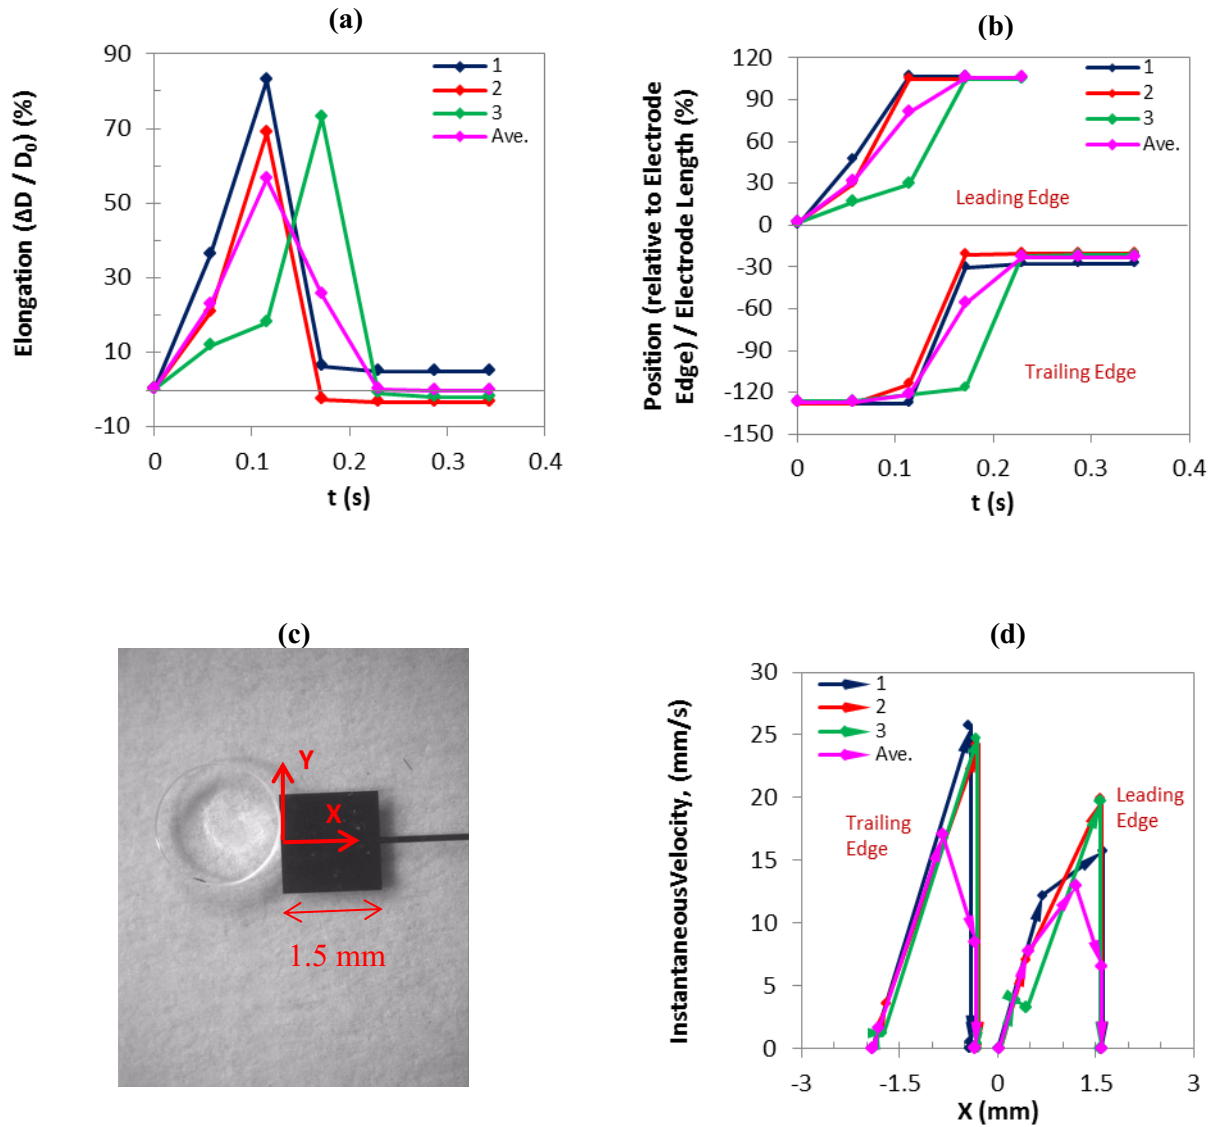 (a)
90
70
50
30
10
-10
0
0.1
0.2
0.3
0.4
Elongation (ΔD / D₀) (%)
t (s)
1
2
3
Ave.
(b)
120
90
60
30
0
-30
-60
-90
-120
-150
0
0.1
0.2
0.3
0.4
Position (relative to Electrode
Edge) / Electrode Length (%)
t (s)
1
2
3
Ave.
Leading Edge
Trailing Edge
(c)
Y
X
1.5 mm
(d)
30
25
20
15
10
5
0
-3
-1.5
0
1.5
3
InstantaneousVelocity, (mm/s)
X (mm)
1
2
3
Ave.
Trailing
Edge
Leading
Edge